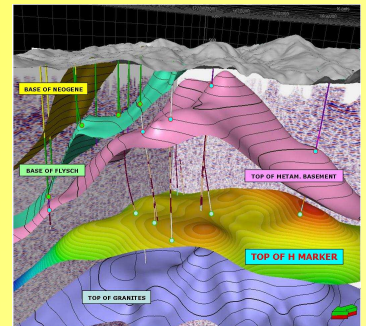 BASE OF NEOGENE
BASE OF FLYSCH
TOP OF METAM. BASEMENT
TOP OF H MARKER
TOP OF GRANITES